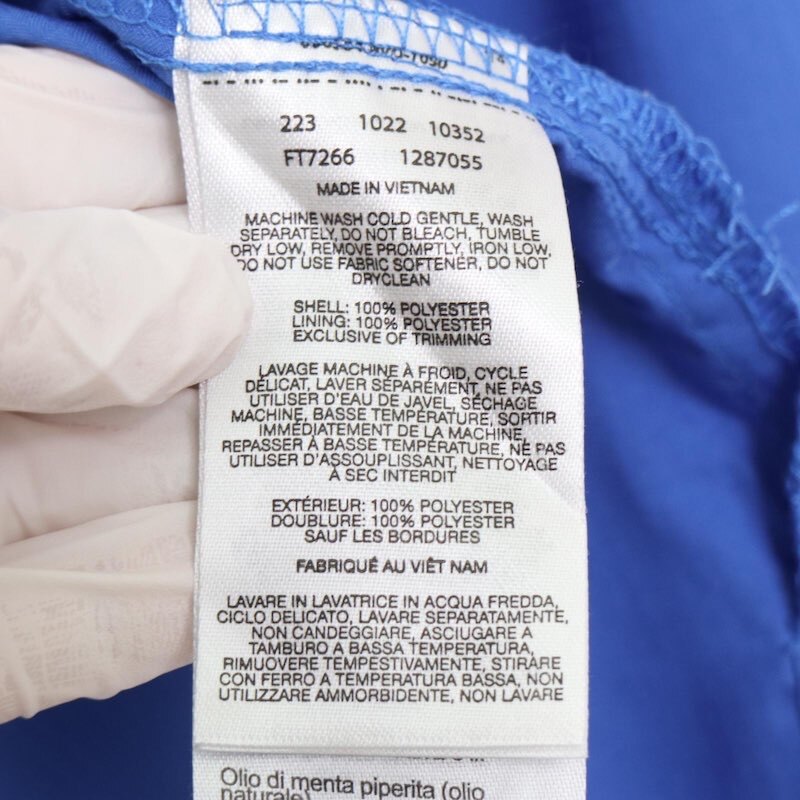 223 1022 10352
FT7266 1287055
MADE IN VIETNAM
MACHINE WASH COLD GENTLE, WASH
SEPARATELY, DO NOT BLEACH, TUMBLE
DRY LOW, REMOVE PROMPTLY, IRON LOW,
DO NOT USE FABRIC SOFTENER, DO NOT
DRYCLEAN
SHELL: 100% POLYESTER
LINING: 100% POLYESTER
EXCLUSIVE OF TRIMMING
LAVAGE MACHINE À FROID, CYCLE
DÉLICAT, LAVER SÉPARÉMENT, NE PAS
UTILISER D'EAU DE JAVEL, SÉCHAGE
MACHINE, BASSE TEMPÉRATURE, SORTIR
IMMÉDIATEMENT DE LA MACHINE,
REPASSER À BASSE TEMPÉRATURE, NE PAS
UTILISER D'ASSOUPLISSANT, NETTOYAGE
À SEC INTERDIT
EXTÉRIEUR: 100% POLYESTER
DOUBLURE: 100% POLYESTER
SAUF LES BORDURES
FABRIQUÉ AU VIÊT NAM
LAVARE IN LAVATRICE IN ACQUA FREDDA,
CICLO DELICATO, LAVARE SEPARATAMENTE,
NON CANDEGGIARE, ASCIUGARE A
TAMBURO A BASSA TEMPERATURA,
RIMUOVERE TEMPESTIVAMENTE, STIRARE
CON FERRO A TEMPERATURA BASSA, NON
UTILIZZARE AMMORBIDENTE, NON LAVARE
Olio di menta piperita (olio
naturale)